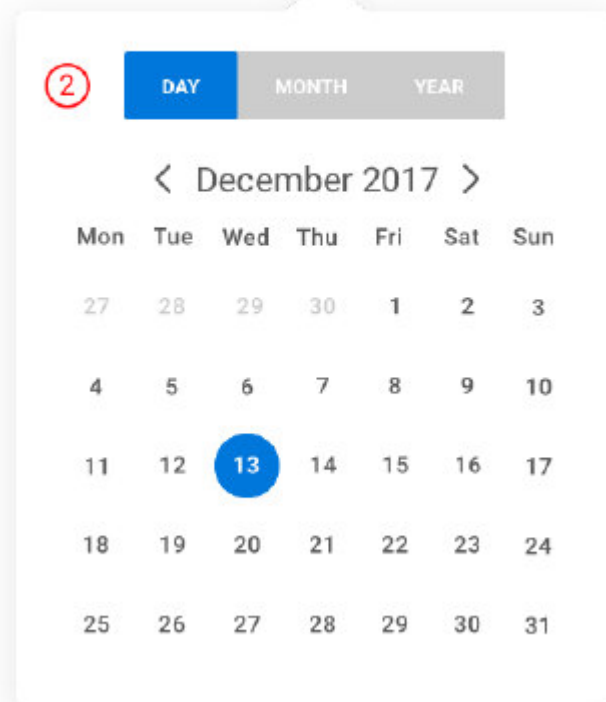 2 DAY MONTH YEAR
< December 2017 >
Mon Tue Wed Thu Fri Sat Sun
27 28 29 30 1 2 3
4 5 6 7 8 9 10
11 12 13 14 15 16 17
18 19 20 21 22 23 24
25 26 27 28 29 30 31